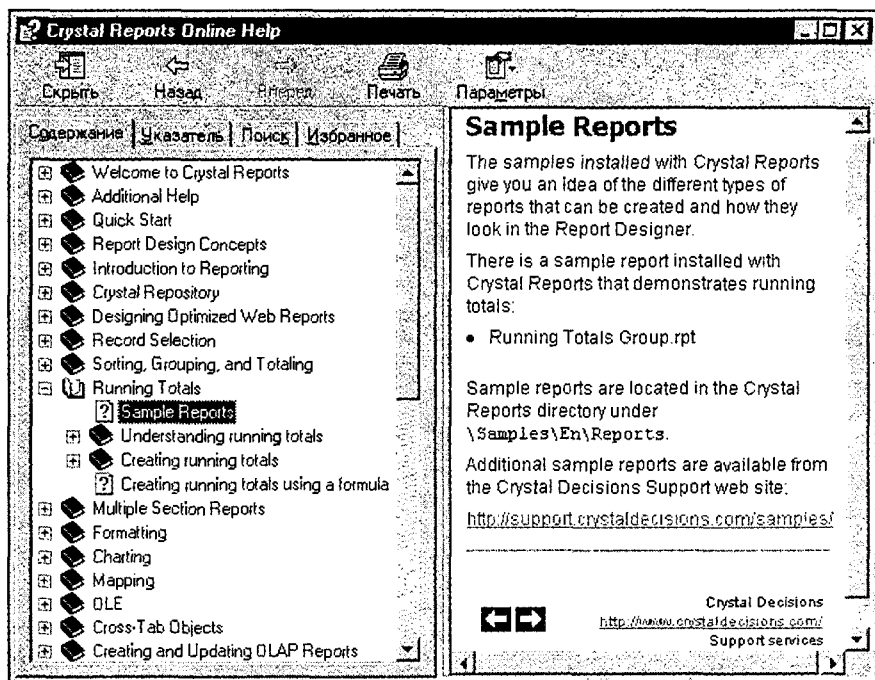 Crystal Reports Online Help
Скрыть Назад Вперед Печать Параметры
Содержание Указатель Поиск Избранное
Welcome to Crystal Reports
Additional Help
Quick Start
Report Design Concepts
Introduction to Reporting
Crystal Repository
Designing Optimized Web Reports
Record Selection
Sorting, Grouping, and Totaling
Running Totals
Sample Reports
Understanding running totals
Creating running totals
Creating running totals using a formula
Multiple Section Reports
Formatting
Charting
Mapping
OLE
Cross-Tab Objects
Creating and Updating OLAP Reports
Sample Reports
The samples installed with Crystal Reports
give you an idea of the different types of
reports that can be created and how they
look in the Report Designer.
There is a sample report installed with
Crystal Reports that demonstrates running
totals:
• Running Totals Group.rpt
Sample reports are located in the Crystal
Reports directory under
\Samples\En\Reports.
Additional sample reports are available from
the Crystal Decisions Support web site:
http://support.crystaldecisions.com/samples/
Crystal Decisions
http://www.crystaldecisions.com/
Support services